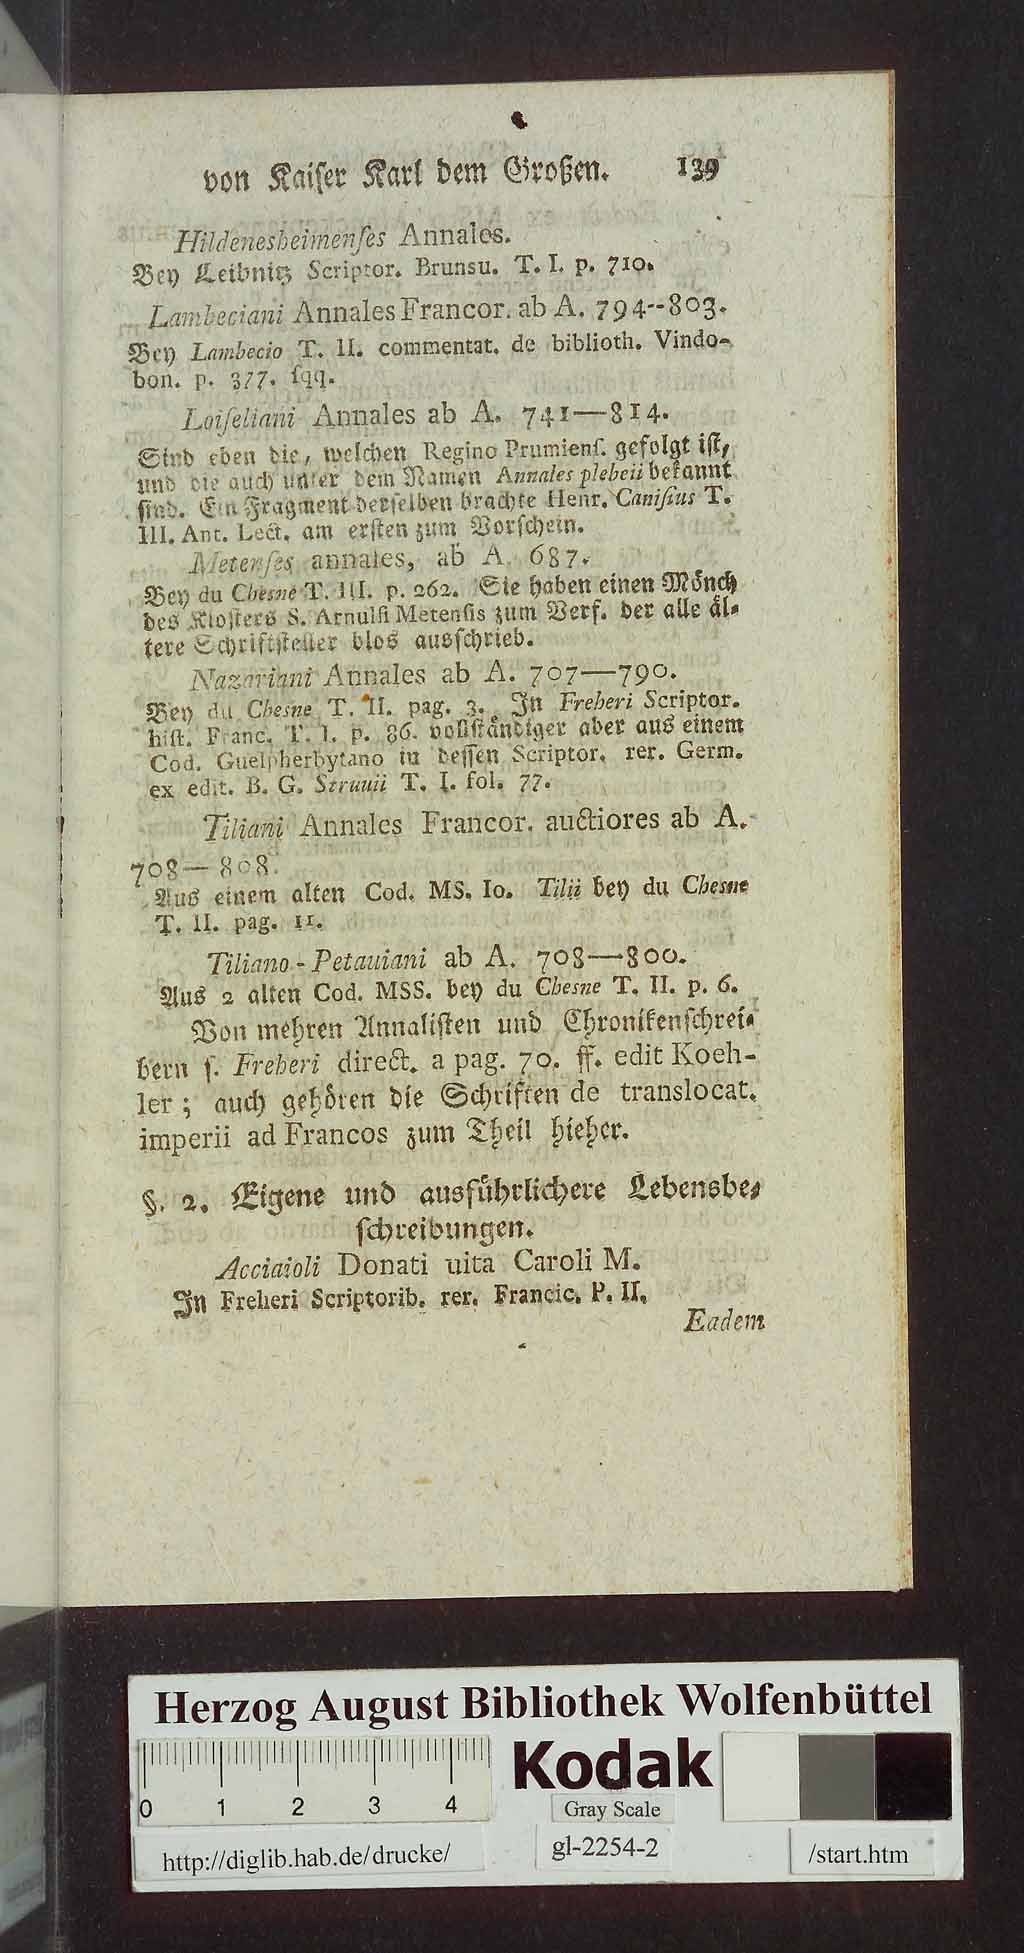 von Kaiser Karl dem Großen. 139
Hildenesheimenſes Annales.
Bey Leibnitz Scriptor. Brunsu. T. I. p. 710.
Lambeciani Annales Francor. ab A. 794--803.
Bey Lambecio T. II. commentat. de biblioth. Vindo-
bon. p. 377. ſqq.
Loiſeliani Annales ab A. 741—814.
Sind eben die, welchen Regino Prumienſ. gefolgt iſt,
und die auch unter dem Namen Annales plebeii bekannt
ſind. Ein Fragment derſelben brachte Henr. Caniſius T.
III. Ant. Lect. am erſten zum Vorſchein.
Metenſes annales, ab A. 687.
Bey du Chesne T. III. p. 262. Sie haben einen Mönch
des Kloſters S. Arnulfi Metenſis zum Verf. der alle äl-
tere Schriftſteller blos ausſchrieb.
Nazariani Annales ab A. 707—790.
Bey du Chesne T. II. pag. 3. In Freheri Scriptor.
hiſt. Franc. T. I. p. 86. vollſtändiger aber aus einem
Cod. Guelpherbytano in deſſen Scriptor. rer. Germ.
ex edit. B. G. Struuii T. I. fol. 77.
Tiliani Annales Francor. auctiores ab A.
708—808.
Aus einem alten Cod. MS. Io. Tilii bey du Chesne
T. II. pag. 11.
Tiliano-Petauiani ab A. 708—800.
Aus 2 alten Cod. MSS. bey du Chesne T. II. p. 6.
Von mehren Annaliſten und Chronikenſchrei-
bern ſ. Freheri direct. a pag. 70. ff. edit Koeh-
ler; auch gehören die Schriften de translocat.
imperii ad Francos zum Theil hieher.
§. 2. Eigene und ausführlichere Lebensbe-
ſchreibungen.
Acciaioli Donati uita Caroli M.
In Freheri Scriptorib. rer. Francic. P. II.
Eadem
Herzog August Bibliothek Wolfenbüttel
0 1 2 3 4
Kodak
Gray Scale
http://diglib.hab.de/drucke/
gl-2254-2
/start.htm